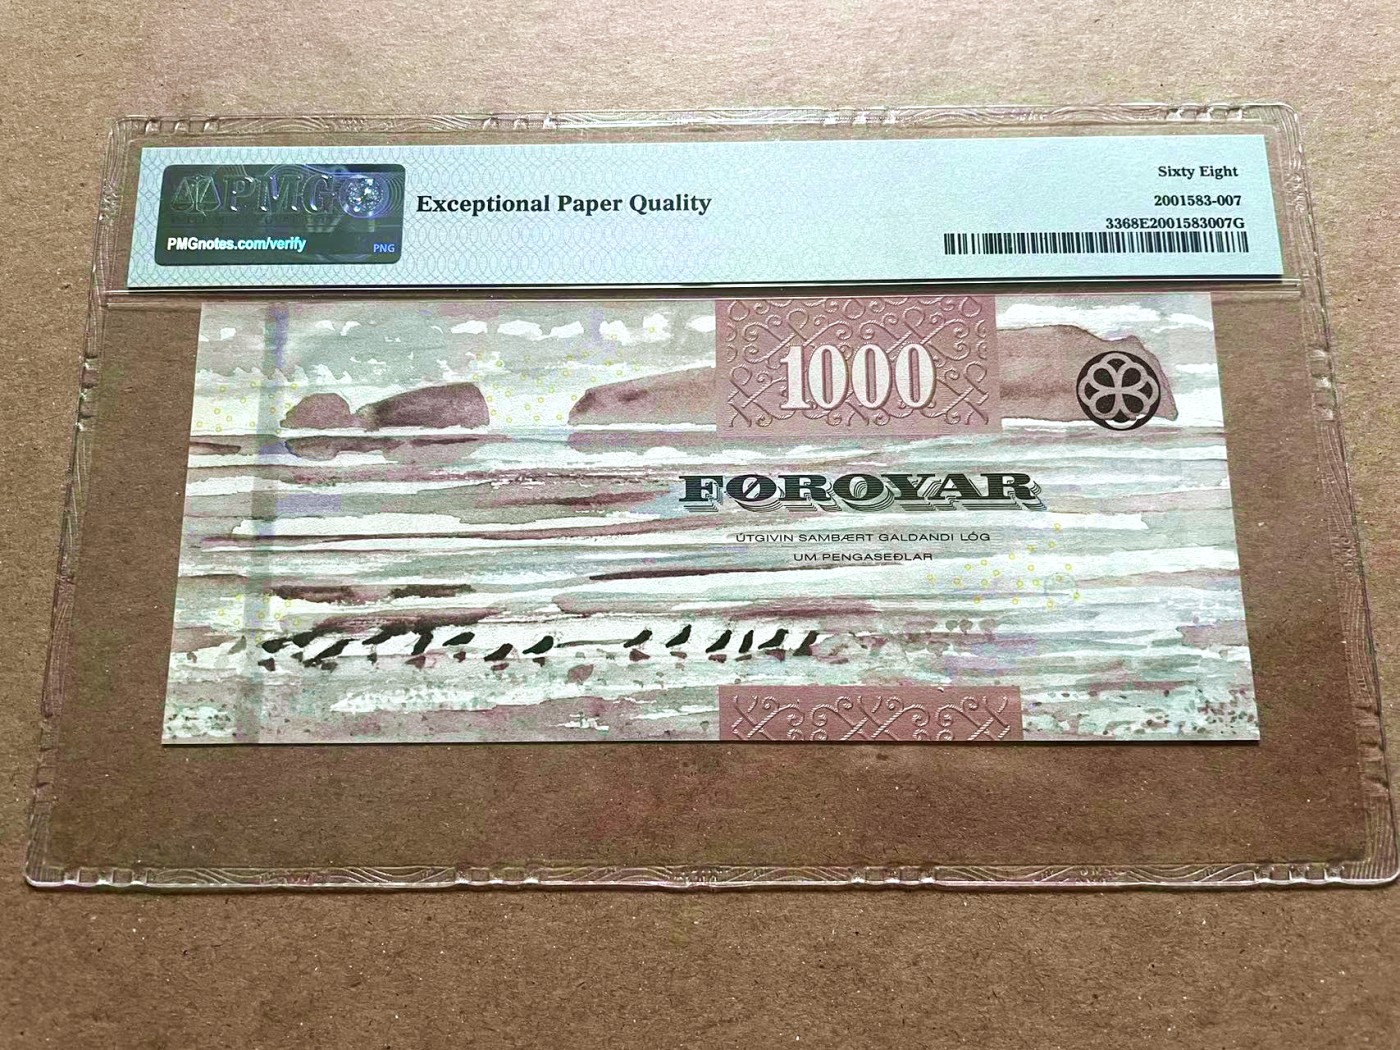 PMG
PMGnotes.com/verify
PNG
Exceptional Paper Quality
Sixty Eight
2001583-007
3368E2001583007G
1000
FØROYAR
ÚTGIVIN SAMBÆRT GALDANDI LÓG
UM PENGASEÐLAR